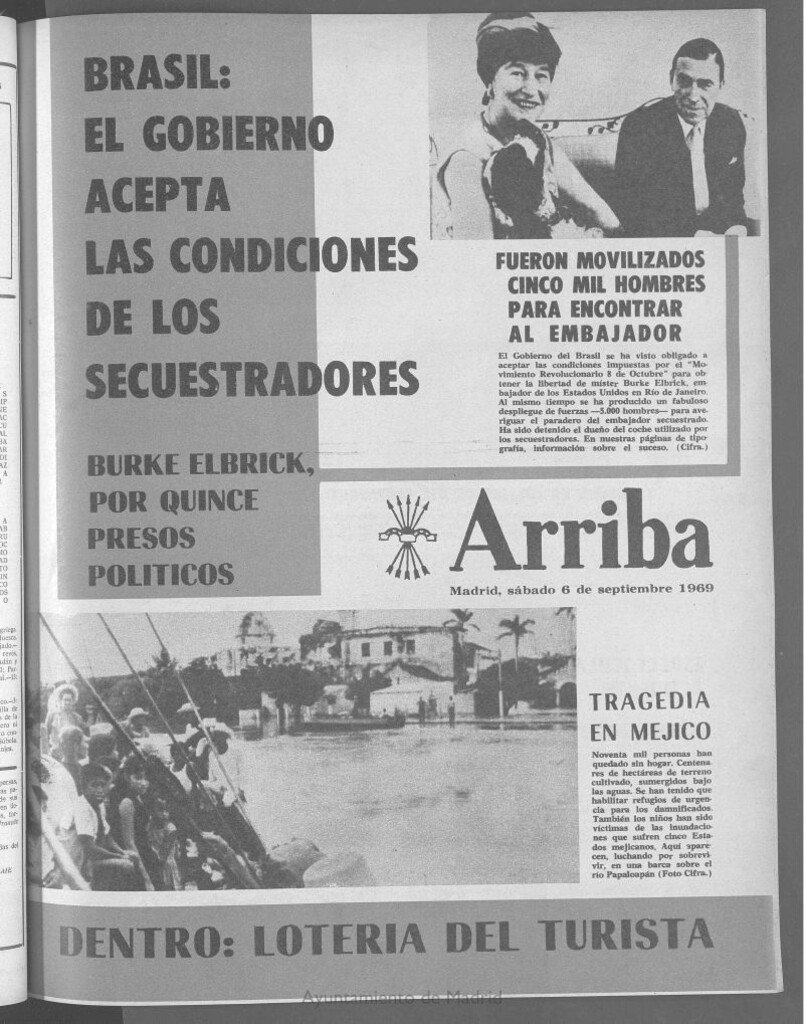 BRASIL:
EL GOBIERNO
ACEPTA
LAS CONDICIONES
DE LOS
SECUESTRADORES
BURKE ELBRICK,
POR QUINCE
PRESOS
POLITICOS
FUERON MOVILIZADOS
CINCO MIL HOMBRES
PARA ENCONTRAR
AL EMBAJADOR
El Gobierno del Brasil se ha visto obligado a
aceptar las condiciones impuestas por el "Mo-
vimiento Revolucionario 8 de Octubre" para ob-
tener la libertad de míster Burke Elbrick, em-
bajador de los Estados Unidos en Río de Janeiro.
Al mismo tiempo se ha producido un fabuloso
despliegue de fuerzas —5.000 hombres— para ave-
riguar el paradero del embajador secuestrado.
Ha sido detenido el dueño del coche utilizado por
los secuestradores. En nuestras páginas de tipo-
grafía, información sobre el suceso. (Cifra.)
Arriba
Madrid, sábado 6 de septiembre 1969
TRAGEDIA
EN MEJICO
Noventa mil personas han
quedado sin hogar. Centena-
res de hectáreas de terreno
cultivado, sumergidos bajo
las aguas. Se han tenido que
habilitar refugios de urgen-
cia para los damnificados.
También los niños han sido
víctimas de las inundacio-
nes que sufren cinco Esta-
dos mejicanos. Aquí apare-
cen, luchando por sobrevi-
vir, en una barca sobre el
río Papaloapán (Foto Cifra.)
DENTRO: LOTERIA DEL TURISTA
Ayuntamiento de Madrid